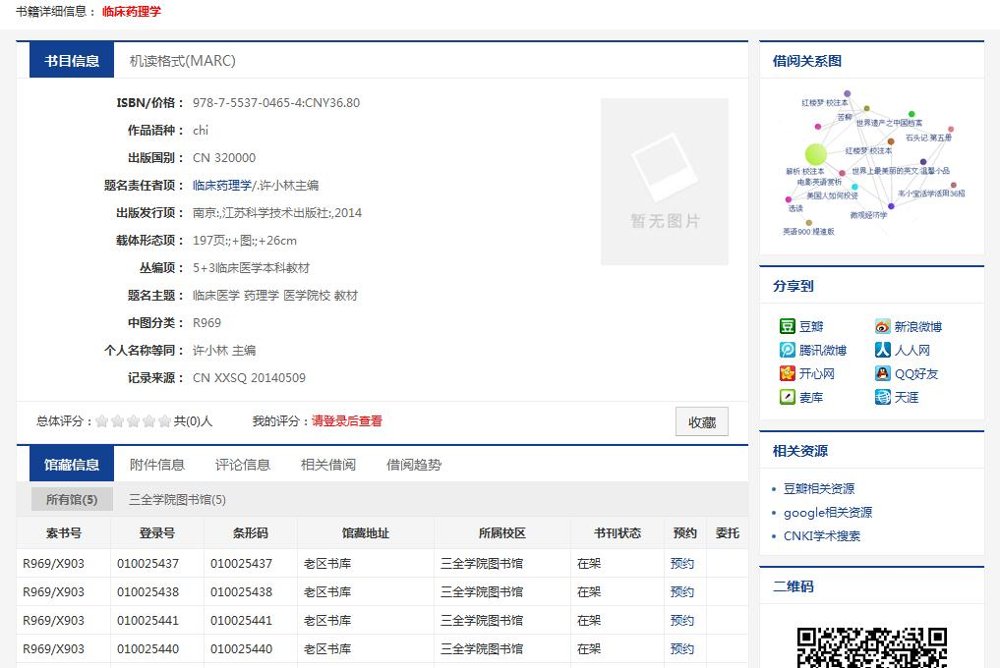 书籍详细信息： 临床药理学
书目信息 机读格式(MARC)
ISBN/价格： 978-7-5537-0465-4:CNY36.80
作品语种： chi
出版国别： CN 320000
题名责任者项： 临床药理学/.许小林主编
出版发行项： 南京:,江苏科学技术出版社:,2014
载体形态项： 197页:;+图:;+26cm
丛编项： 5+3临床医学本科教材
题名主题： 临床医学 药理学 医学院校 教材
中图分类： R969
个人名称等同： 许小林 主编
记录来源： CN XXSQ 20140509
暂无图片
总体评分： 共(0)人 我的评分：请登录后查看
收藏
馆藏信息 附件信息 评论信息 相关借阅 借阅趋势
所有馆(5) 三全学院图书馆(5)
索书号 登录号 条形码 馆藏地址 所属校区 书刊状态 预约 委托
R969/X903 010025437 010025437 老区书库 三全学院图书馆 在架 预约
R969/X903 010025438 010025438 老区书库 三全学院图书馆 在架 预约
R969/X903 010025441 010025441 老区书库 三全学院图书馆 在架 预约
R969/X903 010025440 010025440 老区书库 三全学院图书馆 在架 预约
借阅关系图
红楼梦 校注本
苦柳
世界遗产之中国档案
石头记 第五册
红楼梦 校注本
解析 校注本
世界上最美丽的英文 温馨小品
电影英语赏析
美国人如何投资
韦小宝活学活用36招
选读
微观经济学
英语900 提速版
分享到
豆瓣 新浪微博
腾讯微博 人人网
开心网 QQ好友
麦库 天涯
相关资源
豆瓣相关资源
google相关资源
CNKI学术搜索
二维码